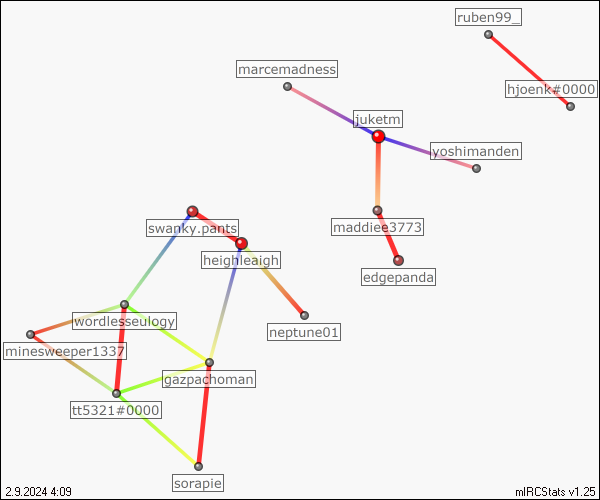 ruben99_
marcemadness
hjoenk#0000
juketm
yoshimanden
swanky.pants
maddiee3773
heighleaigh
edgepanda
wordlesseulogy
neptune01
minesweeper1337
gazpachoman
tt5321#0000
sorapie
2.9.2024 4:09
mIRCStats v1.25